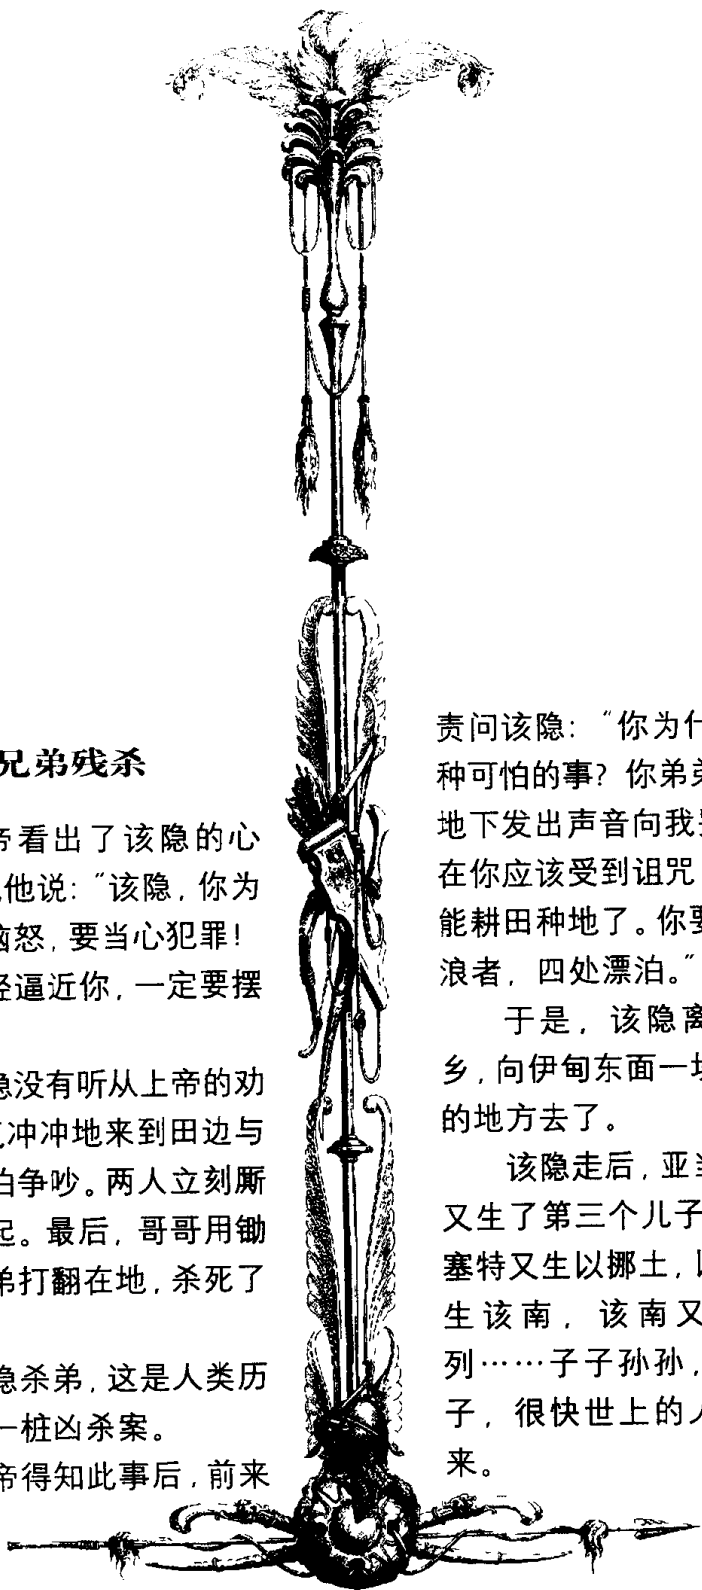 兄弟残杀
帝看出了该隐的心
他说：“该隐，你为
恼怒，要当心犯罪！
轻逼近你，一定要摆
隐没有听从上帝的劝
冲冲地来到田边与
伯争吵。两人立刻厮
起。最后，哥哥用锄
弟打翻在地，杀死了
隐杀弟，这是人类历
一桩凶杀案。
帝得知此事后，前来
责问该隐：“你为什
种可怕的事？你弟弟
地下发出声音向我哭
在你应该受到诅咒
能耕田种地了。你要
浪者，四处漂泊。”
于是，该隐离
乡，向伊甸东面一块
的地方去了。
该隐走后，亚当
又生了第三个儿子
塞特又生以挪士，以
生该南，该南又
列……子子孙孙，
子，很快世上的人
来。